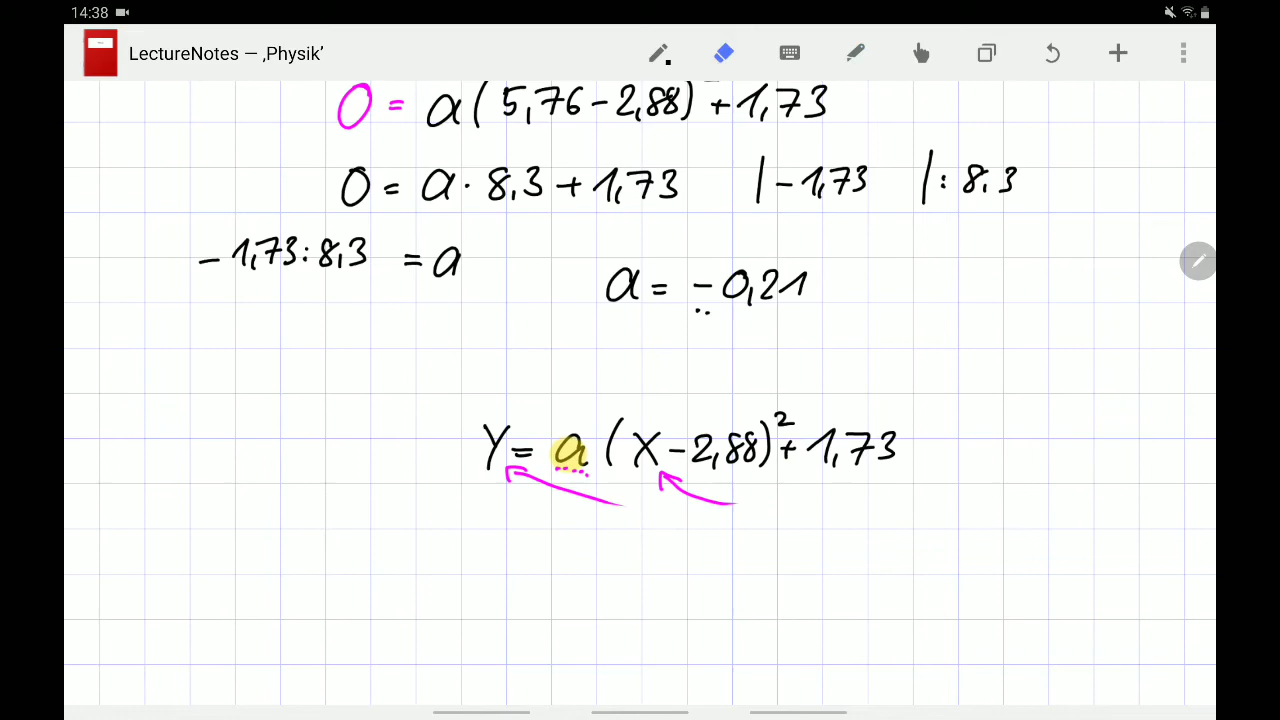 14:38
LectureNotes — ‚Physik’
0 = a(5,76-2,88)² + 1,73
0 = a · 8,3 + 1,73 | - 1,73 | : 8,3
- 1,73 : 8,3 = a
a = - 0,21
Y = a (X - 2,88)² + 1,73